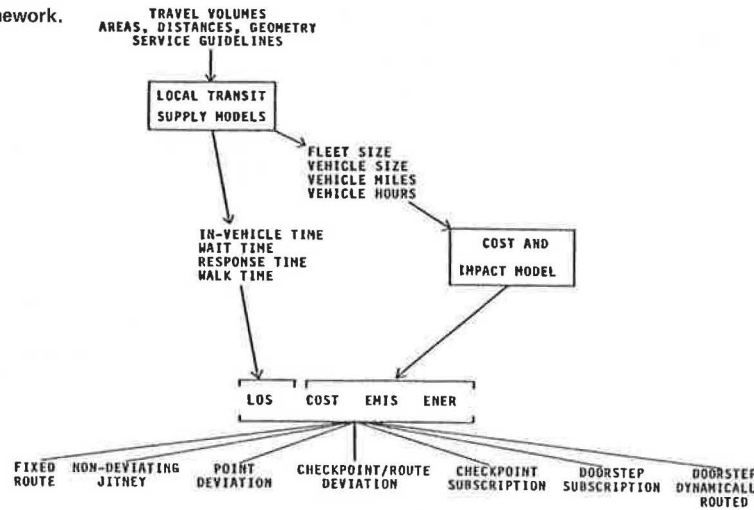 nework.
TRAVEL VOLUMES
AREAS, DISTANCES, GEOMETRY
SERVICE GUIDELINES
LOCAL TRANSIT
SUPPLY MODELS
FLEET SIZE
VEHICLE SIZE
VEHICLE MILES
VEHICLE HOURS
IN-VEHICLE TIME
WAIT TIME
RESPONSE TIME
WALK TIME
COST AND
IMPACT MODEL
LOS COST EMIS ENER
FIXED
ROUTE
NON-DEVIATING
JITNEY
POINT
DEVIATION
CHECKPOINT/ROUTE
DEVIATION
CHECKPOINT
SUBSCRIPTION
DOORSTEP
SUBSCRIPTION
DOORSTEP
DYNAMICALL
ROUTED